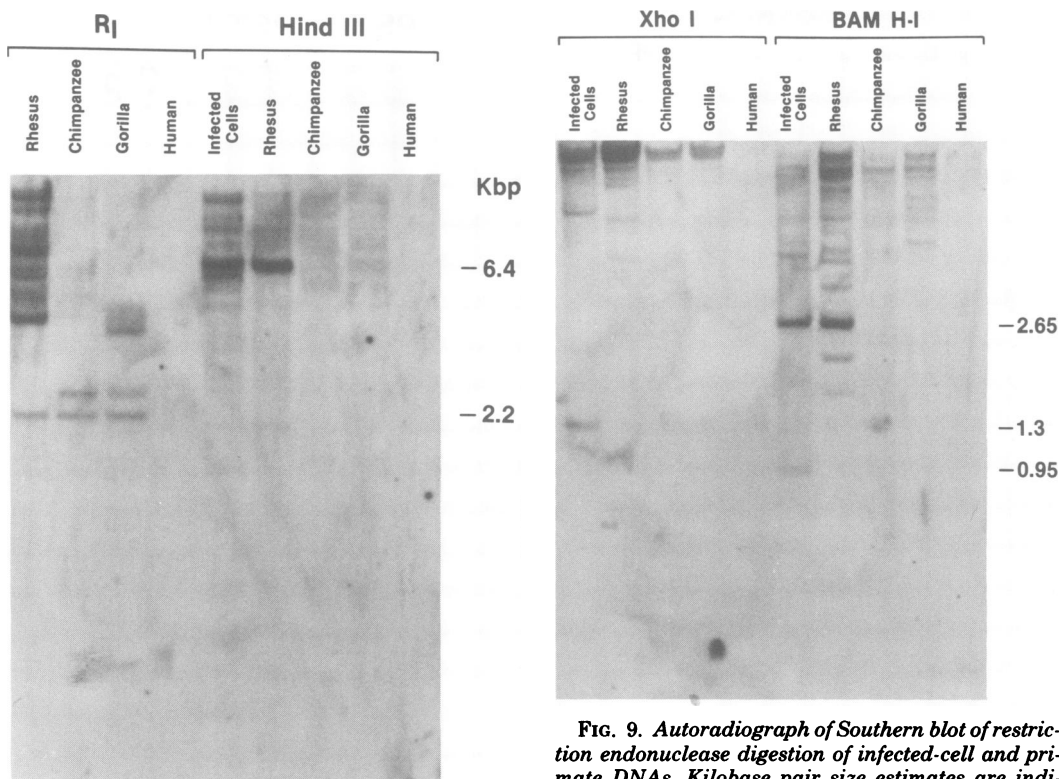 RI
Hind III
Rhesus
Chimpanzee
Gorilla
Human
Infected
Cells
Rhesus
Chimpanzee
Gorilla
Human
Kbp
–6.4
–2.2
Xho I
BAM H-I
Infected
Cells
Rhesus
Chimpanzee
Gorilla
Human
Infected
Cells
Rhesus
Chimpanzee
Gorilla
Human
–2.65
–1.3
–0.95
FIG. 9. Autoradiograph of Southern blot of restric-
tion endonuclease digestion of infected-cell and pri-
mate DNAs. Kilobase pair size estimates are indi-